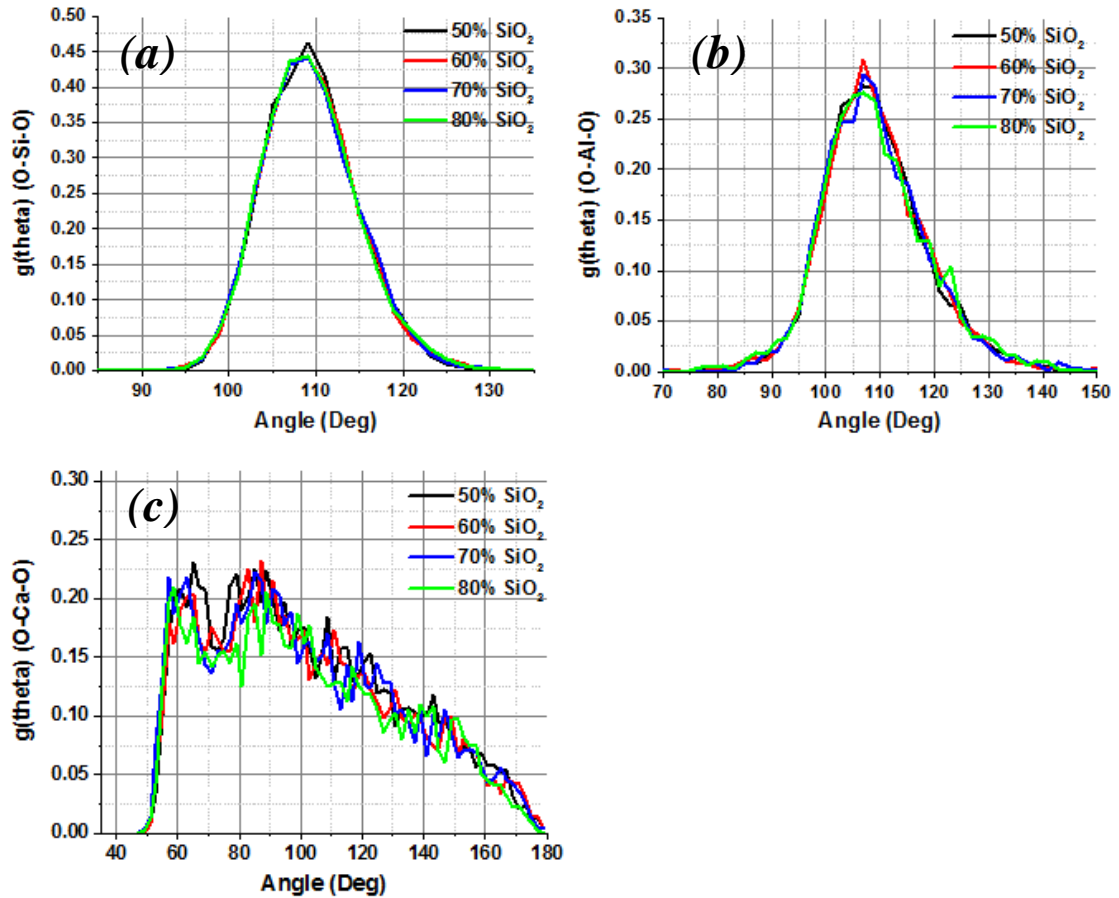 (a)
50% SiO₂
60% SiO₂
70% SiO₂
80% SiO₂
g(theta) (O-Si-O)
0.50
0.45
0.40
0.35
0.30
0.25
0.20
0.15
0.10
0.05
0.00
90 100 110 120 130
Angle (Deg)
(b)
50% SiO₂
60% SiO₂
70% SiO₂
80% SiO₂
g(theta) (O-Al-O)
0.35
0.30
0.25
0.20
0.15
0.10
0.05
0.00
70 80 90 100 110 120 130 140 150
Angle (Deg)
(c)
50% SiO₂
60% SiO₂
70% SiO₂
80% SiO₂
g(theta) (O-Ca-O)
0.30
0.25
0.20
0.15
0.10
0.05
0.00
40 60 80 100 120 140 160 180
Angle (Deg)